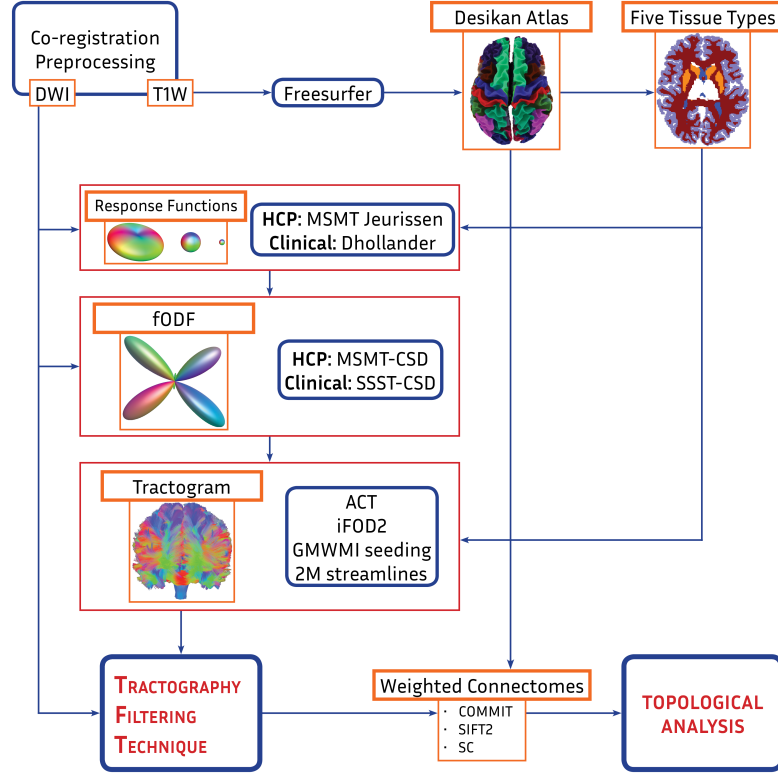 Co-registration
Preprocessing
DWI
T1W
Freesurfer
Desikan Atlas
Five Tissue Types
Response Functions
HCP: MSMT Jeurissen
Clinical: Dhollander
fODF
HCP: MSMT-CSD
Clinical: SSST-CSD
Tractogram
ACT
iFOD2
GMWMI seeding
2M streamlines
TRACTOGRAPHY
FILTERING
TECHNIQUE
Weighted Connectomes
· COMMIT
· SIFT2
· SC
TOPOLOGICAL
ANALYSIS